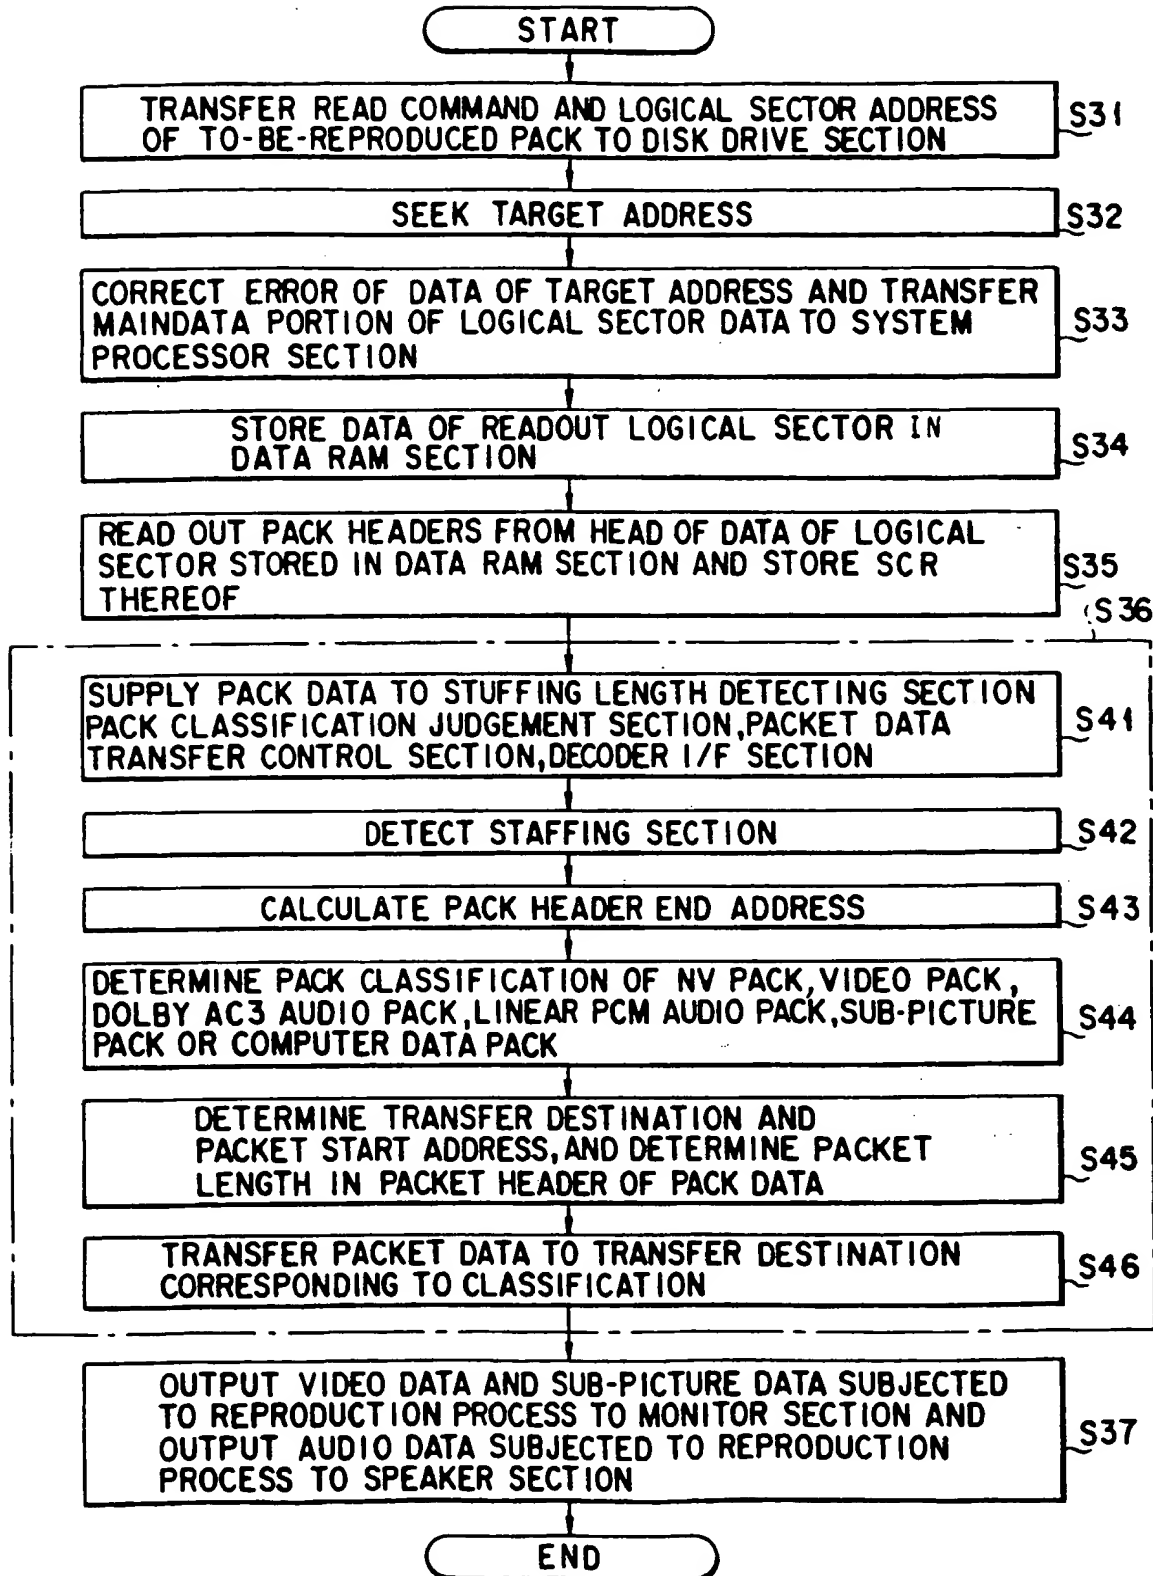 START
TRANSFER READ COMMAND AND LOGICAL SECTOR ADDRESS
OF TO-BE-REPRODUCED PACK TO DISK DRIVE SECTION
S31
SEEK TARGET ADDRESS
S32
CORRECT ERROR OF DATA OF TARGET ADDRESS AND TRANSFER
MAINDATA PORTION OF LOGICAL SECTOR DATA TO SYSTEM
PROCESSOR SECTION
S33
STORE DATA OF READOUT LOGICAL SECTOR IN
DATA RAM SECTION
S34
READ OUT PACK HEADERS FROM HEAD OF DATA OF LOGICAL
SECTOR STORED IN DATA RAM SECTION AND STORE SCR
THEREOF
S35
S36
SUPPLY PACK DATA TO STUFFING LENGTH DETECTING SECTION
PACK CLASSIFICATION JUDGEMENT SECTION,PACKET DATA
TRANSFER CONTROL SECTION,DECODER I/F SECTION
S41
DETECT STAFFING SECTION
S42
CALCULATE PACK HEADER END ADDRESS
S43
DETERMINE PACK CLASSIFICATION OF NV PACK,VIDEO PACK,
DOLBY AC3 AUDIO PACK,LINEAR PCM AUDIO PACK,SUB-PICTURE
PACK OR COMPUTER DATA PACK
S44
DETERMINE TRANSFER DESTINATION AND
PACKET START ADDRESS,AND DETERMINE PACKET
LENGTH IN PACKET HEADER OF PACK DATA
S45
TRANSFER PACKET DATA TO TRANSFER DESTINATION
CORRESPONDING TO CLASSIFICATION
S46
OUTPUT VIDEO DATA AND SUB-PICTURE DATA SUBJECTED
TO REPRODUCTION PROCESS TO MONITOR SECTION AND
OUTPUT AUDIO DATA SUBJECTED TO REPRODUCTION
PROCESS TO SPEAKER SECTION
S37
END